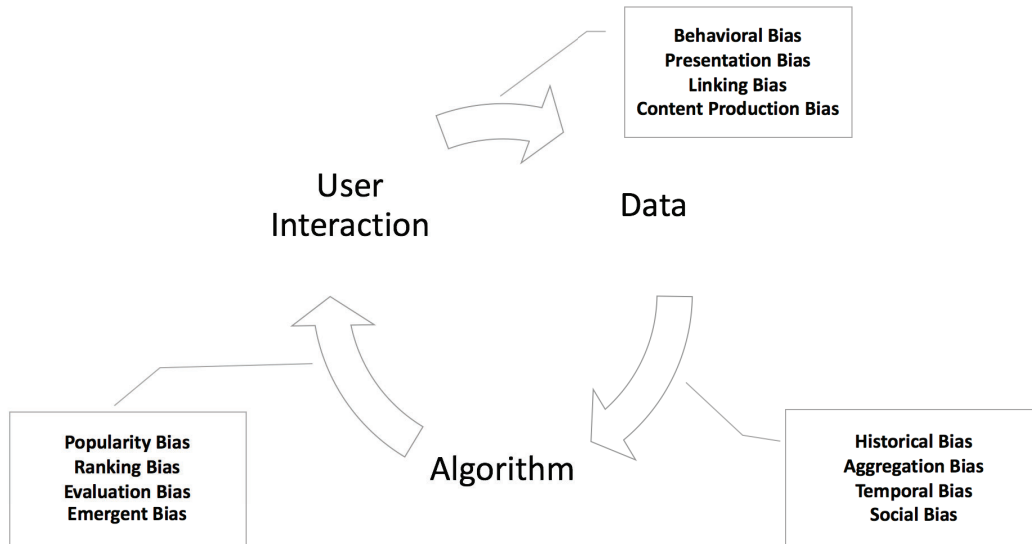 Behavioral Bias
Presentation Bias
Linking Bias
Content Production Bias
User
Interaction
Data
Popularity Bias
Ranking Bias
Evaluation Bias
Emergent Bias
Algorithm
Historical Bias
Aggregation Bias
Temporal Bias
Social Bias